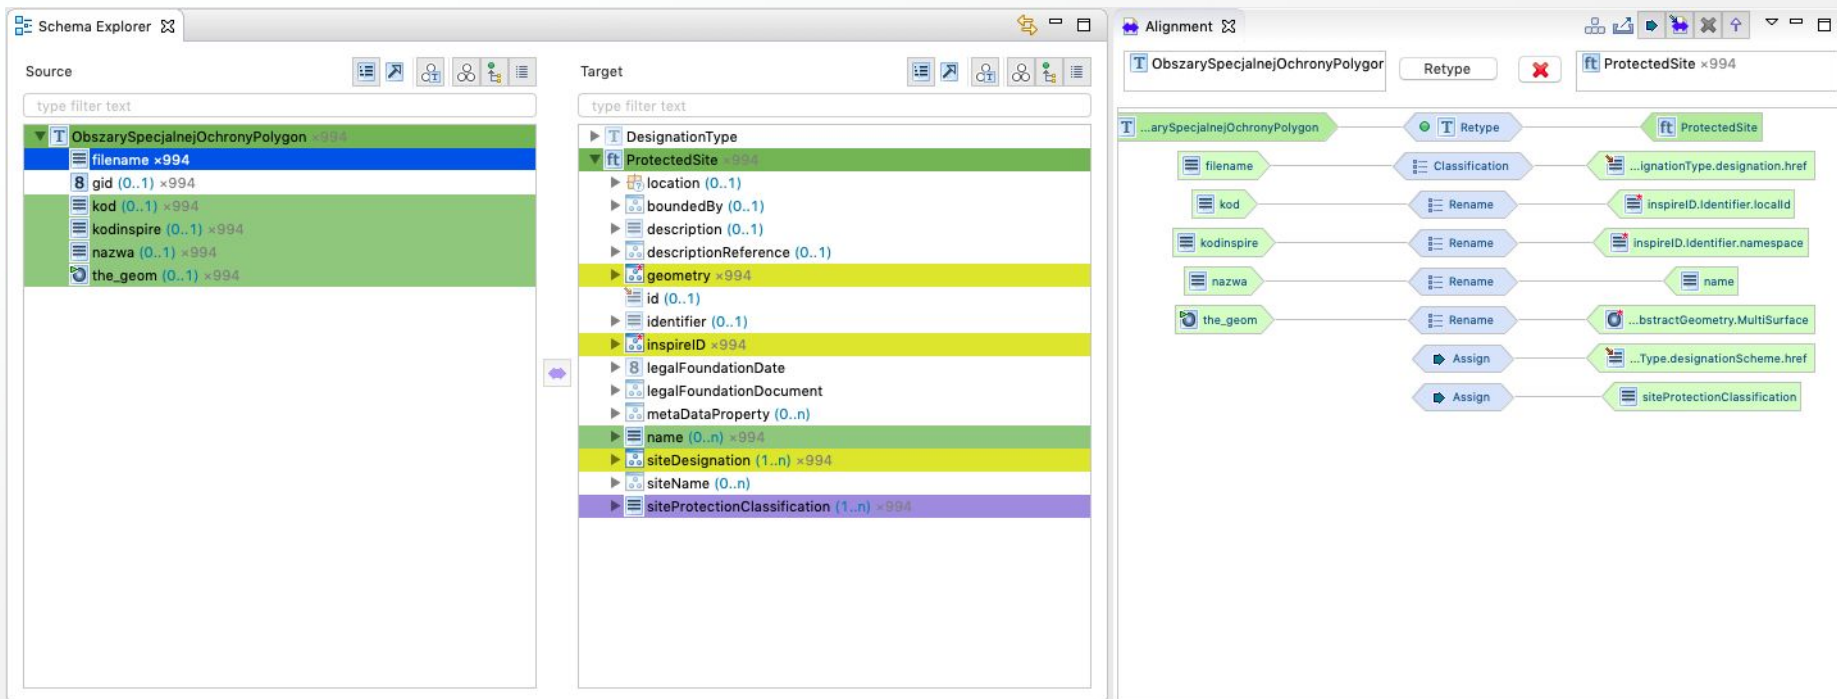 Schema Explorer
Source
type filter text
ObszarySpecjalnejOchronyPolygon ×994
filename ×994
gid (0..1) ×994
kod (0..1) ×994
kodinspire (0..1) ×994
nazwa (0..1) ×994
the_geom (0..1) ×994
Target
type filter text
DesignationType
ProtectedSite ×994
location (0..1)
boundedBy (0..1)
description (0..1)
descriptionReference (0..1)
geometry ×994
id (0..1)
identifier (0..1)
inspireID ×994
legalFoundationDate
legalFoundationDocument
metaDataProperty (0..n)
name (0..n) ×994
siteDesignation (1..n) ×994
siteName (0..n)
siteProtectionClassification (1..n) ×994
Alignment
ObszarySpecjalnejOchronyPolygor Retype ProtectedSite ×994
...arySpecjalnejOchronyPolygon Retype ProtectedSite
filename Classification ...ignationType.designation.href
kod Rename inspireID.Identifier.localId
kodinspire Rename inspireID.Identifier.namespace
nazwa Rename name
the_geom Rename ...bstractGeometry.MultiSurface
Assign ...Type.designationScheme.href
Assign siteProtectionClassification